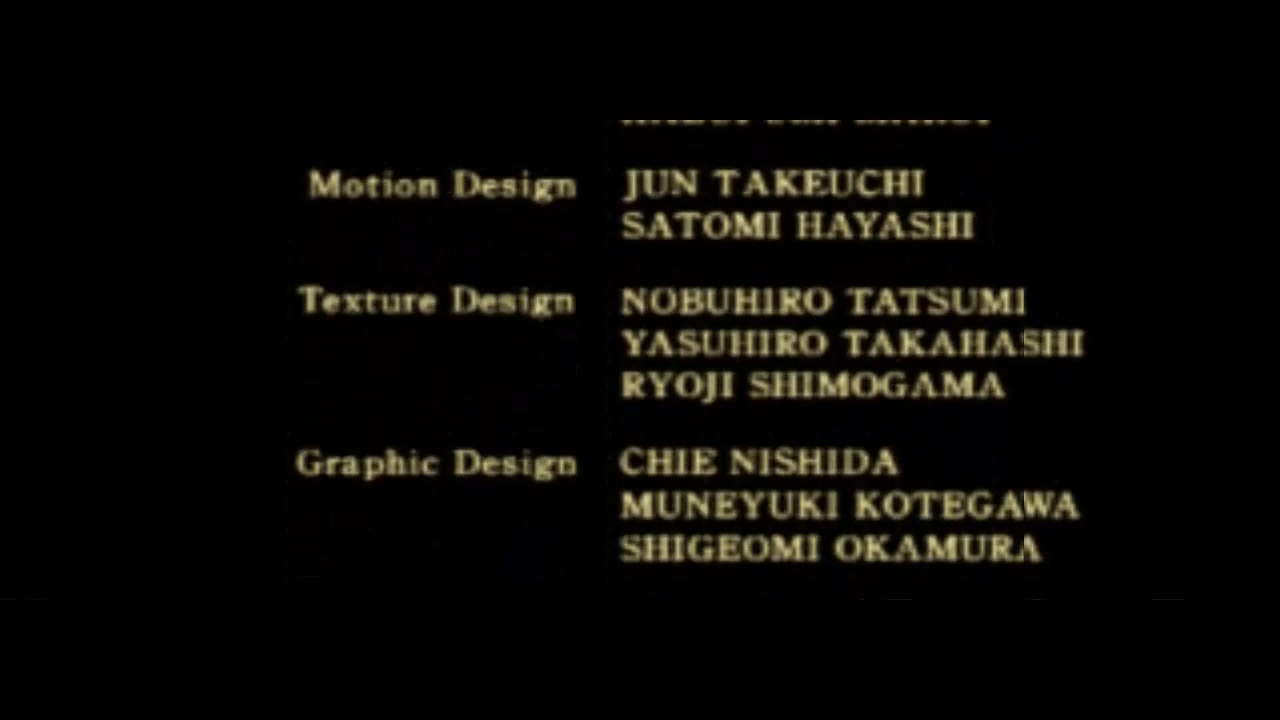 Motion Design JUN TAKEUCHI
SATOMI HAYASHI
Texture Design NOBUHIRO TATSUMI
YASUHIRO TAKAHASHI
RYOJI SHIMOGAMA
Graphic Design CHIE NISHIDA
MUNEYUKI KOTEGAWA
SHIGEOMI OKAMURA